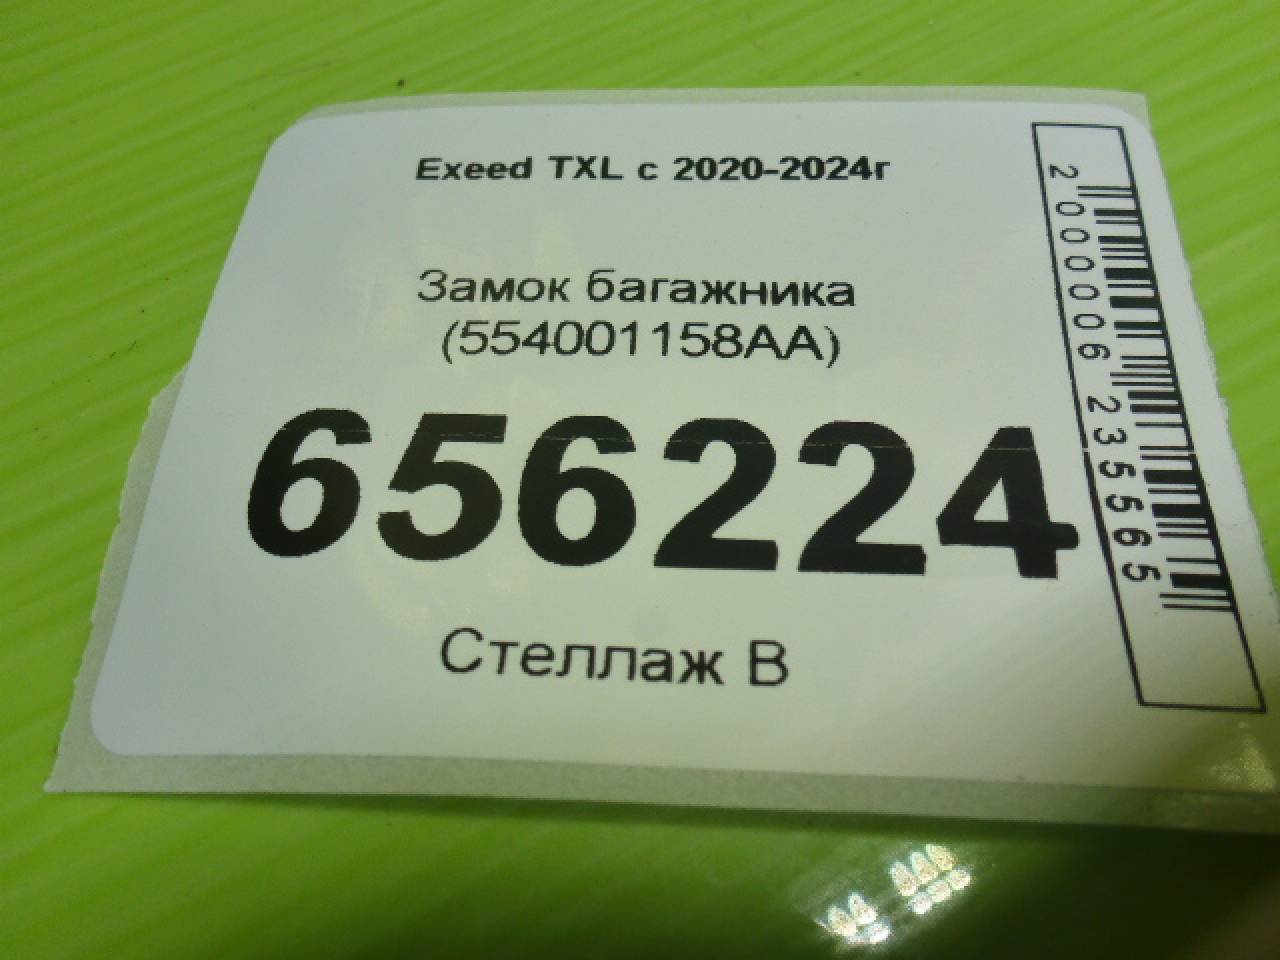 Exeed TXL с 2020-2024г
Замок багажника
(554001158AA)
656224
Стеллаж В
2000006235565